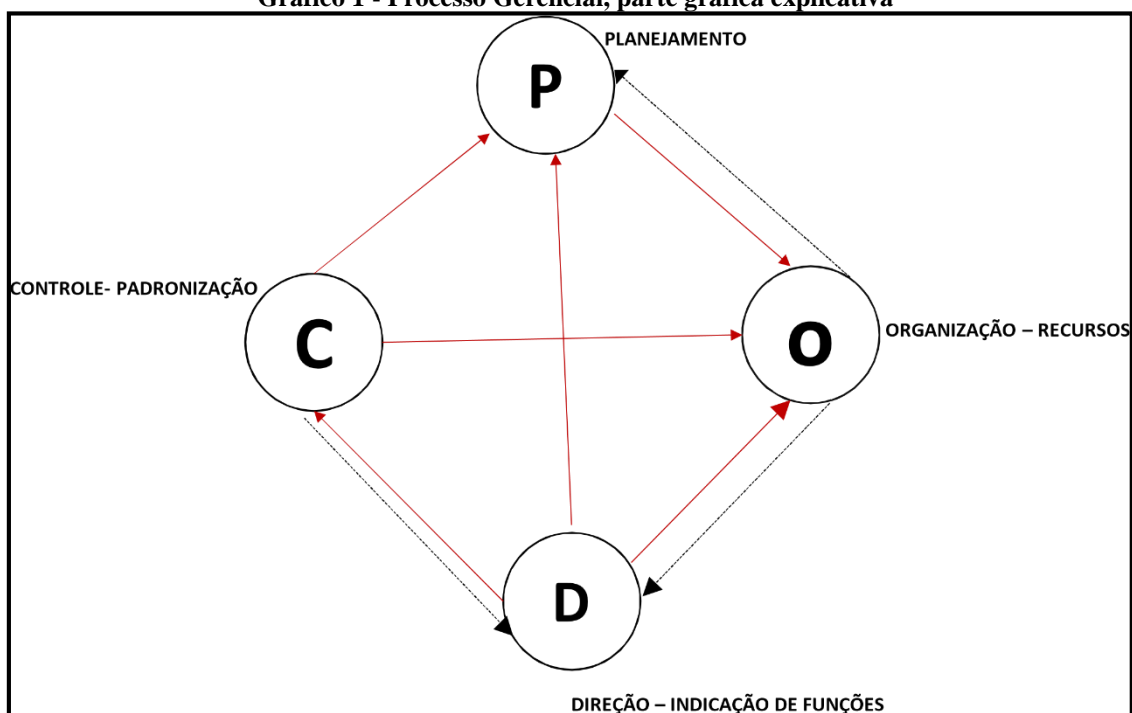 Gráfico 1 - Processo Gerencial, parte gráfica explicativa
PLANEJAMENTO
P
CONTROLE- PADRONIZAÇÃO
C
O
ORGANIZAÇÃO – RECURSOS
D
DIREÇÃO – INDICAÇÃO DE FUNÇÕES